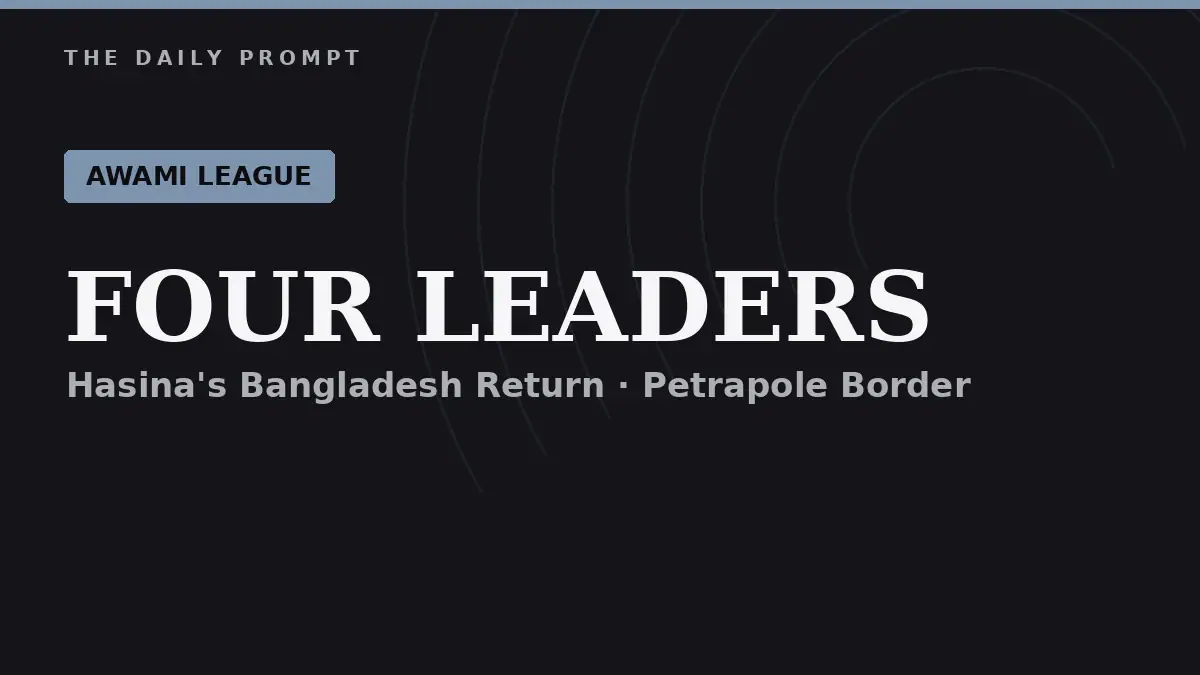 THE DAILY PROMPT
AWAMI LEAGUE
FOUR LEADERS
Hasina's Bangladesh Return · Petrapole Border